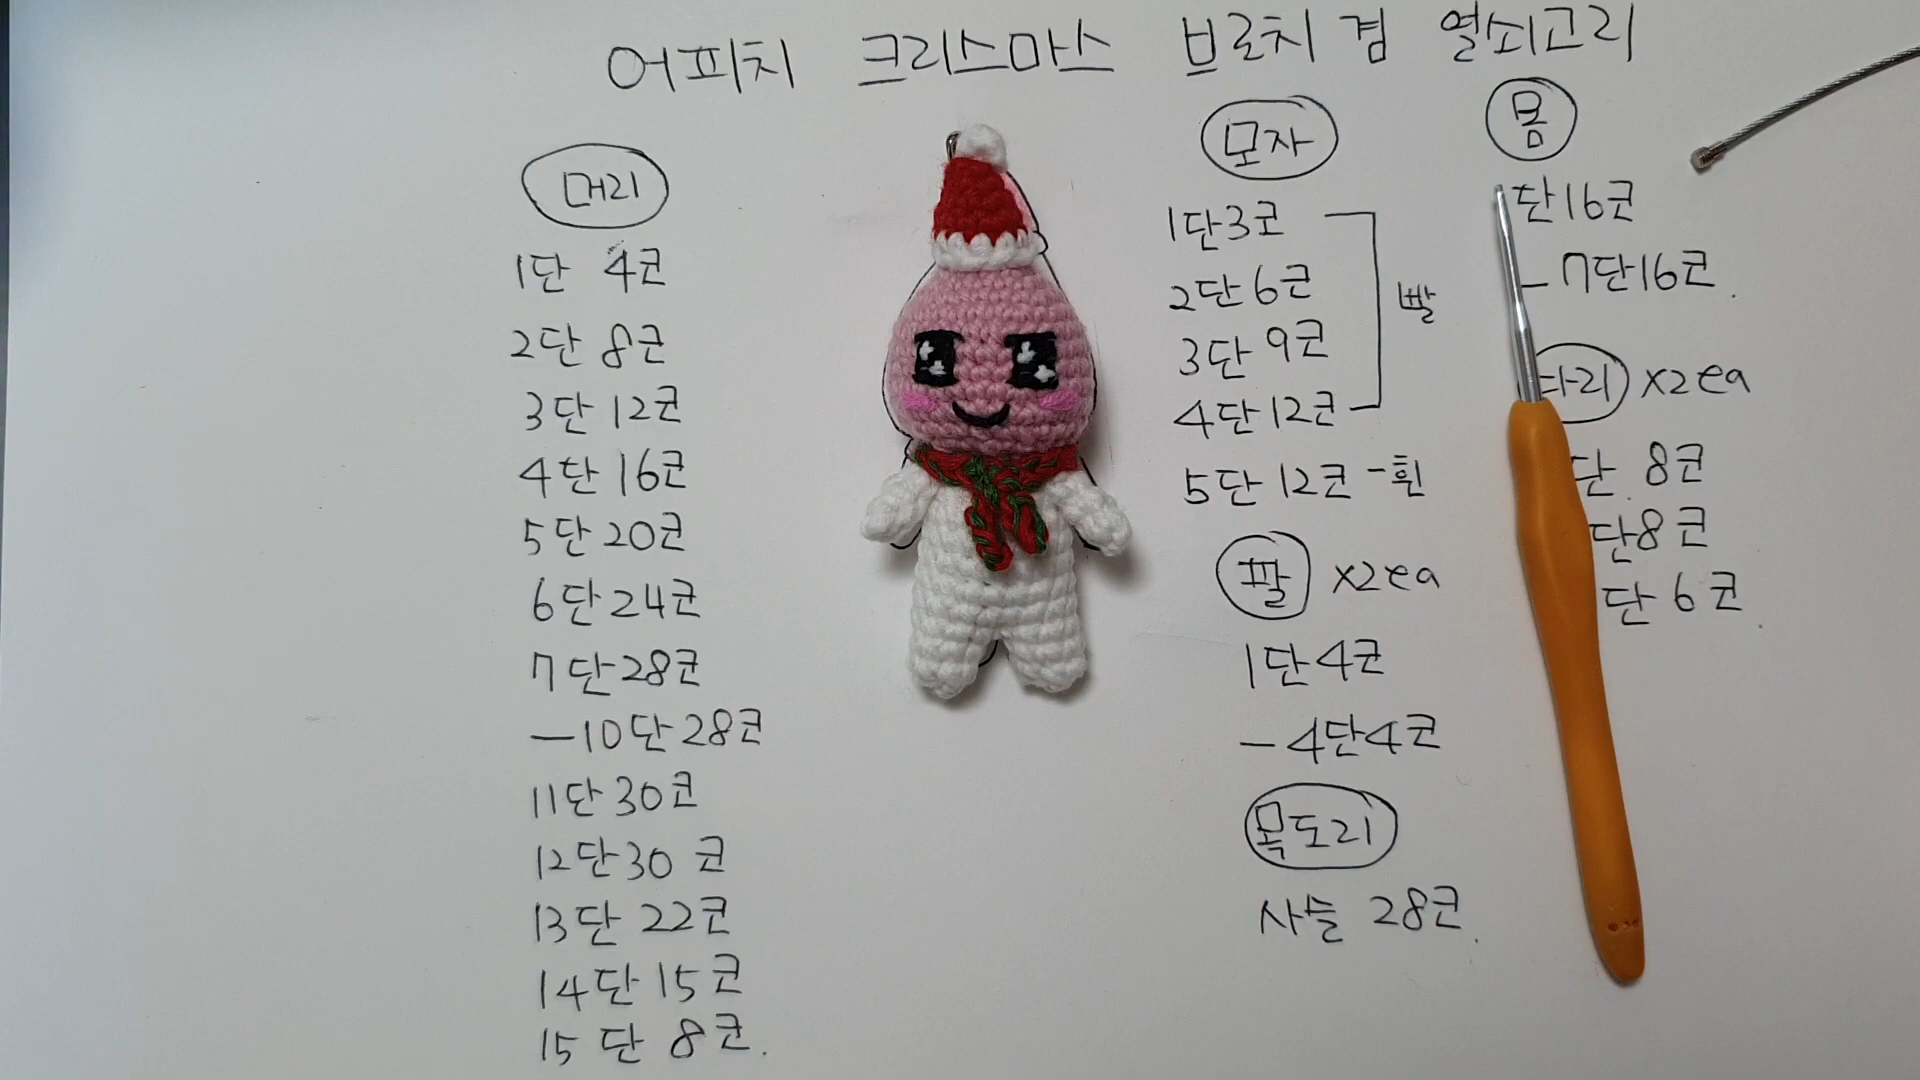 어피치 크리스마스 브로치 겸 열쇠고리
머리
1단 4코
2단 8코
3단 12코
4단 16코
5단 20코
6단 24코
7단 28코
-10단 28코
11단 30코
12단 30 코
13단 22코
14단 15코
15 단 8코.
모자
1단3코
2단 6코
3단 9코
4단 12코
빨
5단 12코 - 흰
팔 x2ea
1단 4코
- 4단4코
목도리
사슬 28코.
몸
단16코
- 7단16코.
다리 x2ea
단 8코
단8코
단 6코